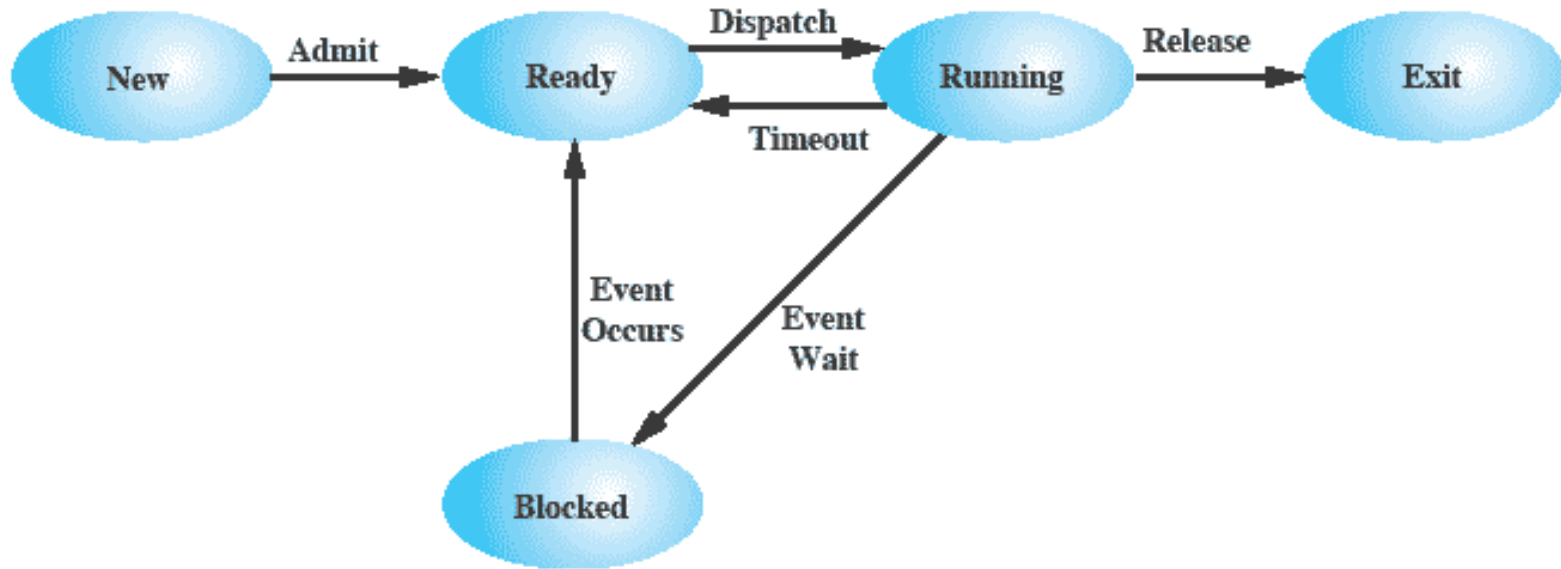 Dispatch
Admit
Release
New
Ready
Running
Exit
Timeout
Event
Occurs
Event
Wait
Blocked